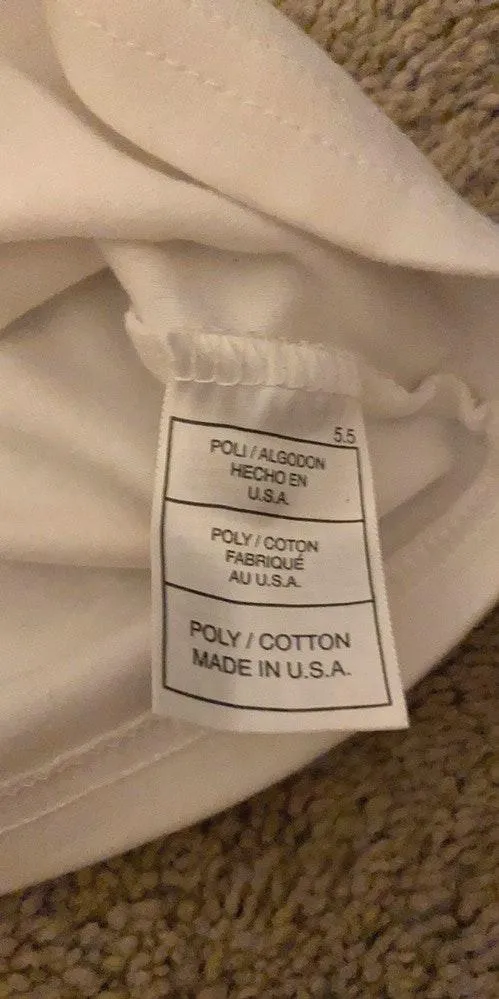 5.5
POLI / ALGODON
HECHO EN
U.S.A.
POLY / COTON
FABRIQUÉ
AU U.S.A.
POLY / COTTON
MADE IN U.S.A.